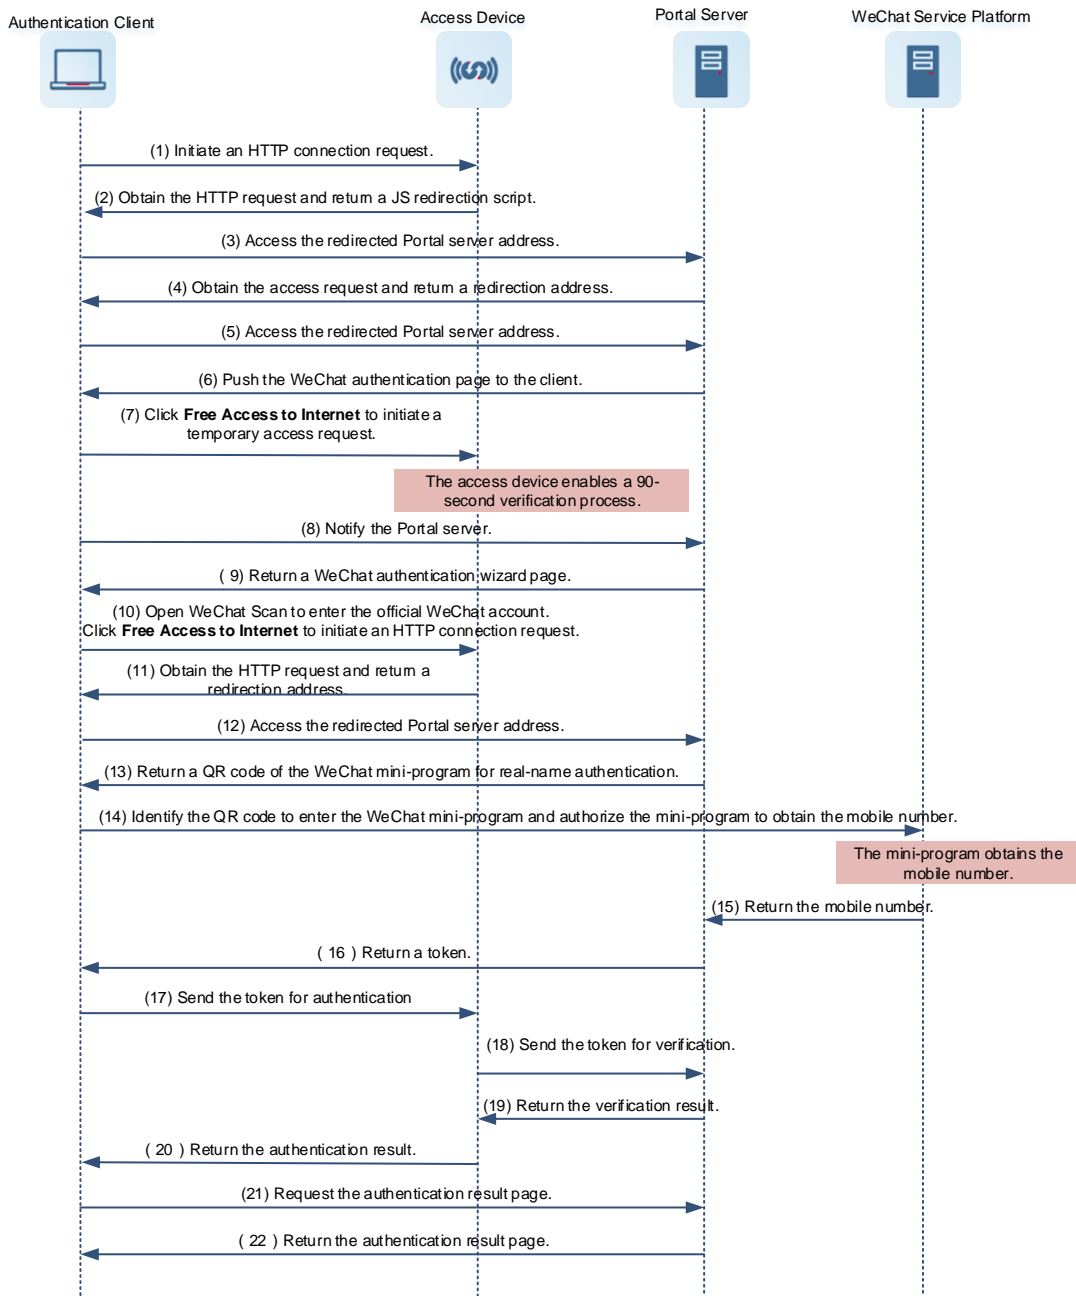 Authentication Client
Access Device
Portal Server
WeChat Service Platform
(1) Initiate an HTTP connection request.
(2) Obtain the HTTP request and return a JS redirection script.
(3) Access the redirected Portal server address.
(4) Obtain the access request and return a redirection address.
(5) Access the redirected Portal server address.
(6) Push the WeChat authentication page to the client.
(7) Click Free Access to Internet to initiate a
temporary access request.
The access device enables a 90-
second verification process.
(8) Notify the Portal server.
( 9) Return a WeChat authentication wizard page.
(10) Open WeChat Scan to enter the official WeChat account.
Click Free Access to Internet to initiate an HTTP connection request.
(11) Obtain the HTTP request and return a
redirection address.
(12) Access the redirected Portal server address.
(13) Return a QR code of the WeChat mini-program for real-name authentication.
(14) Identify the QR code to enter the WeChat mini-program and authorize the mini-program to obtain the mobile number.
The mini-program obtains the
mobile number.
(15) Return the mobile number.
( 16 ) Return a token.
(17) Send the token for authentication
(18) Send the token for verification.
(19) Return the verification result.
( 20 ) Return the authentication result.
(21) Request the authentication result page.
( 22 ) Return the authentication result page.